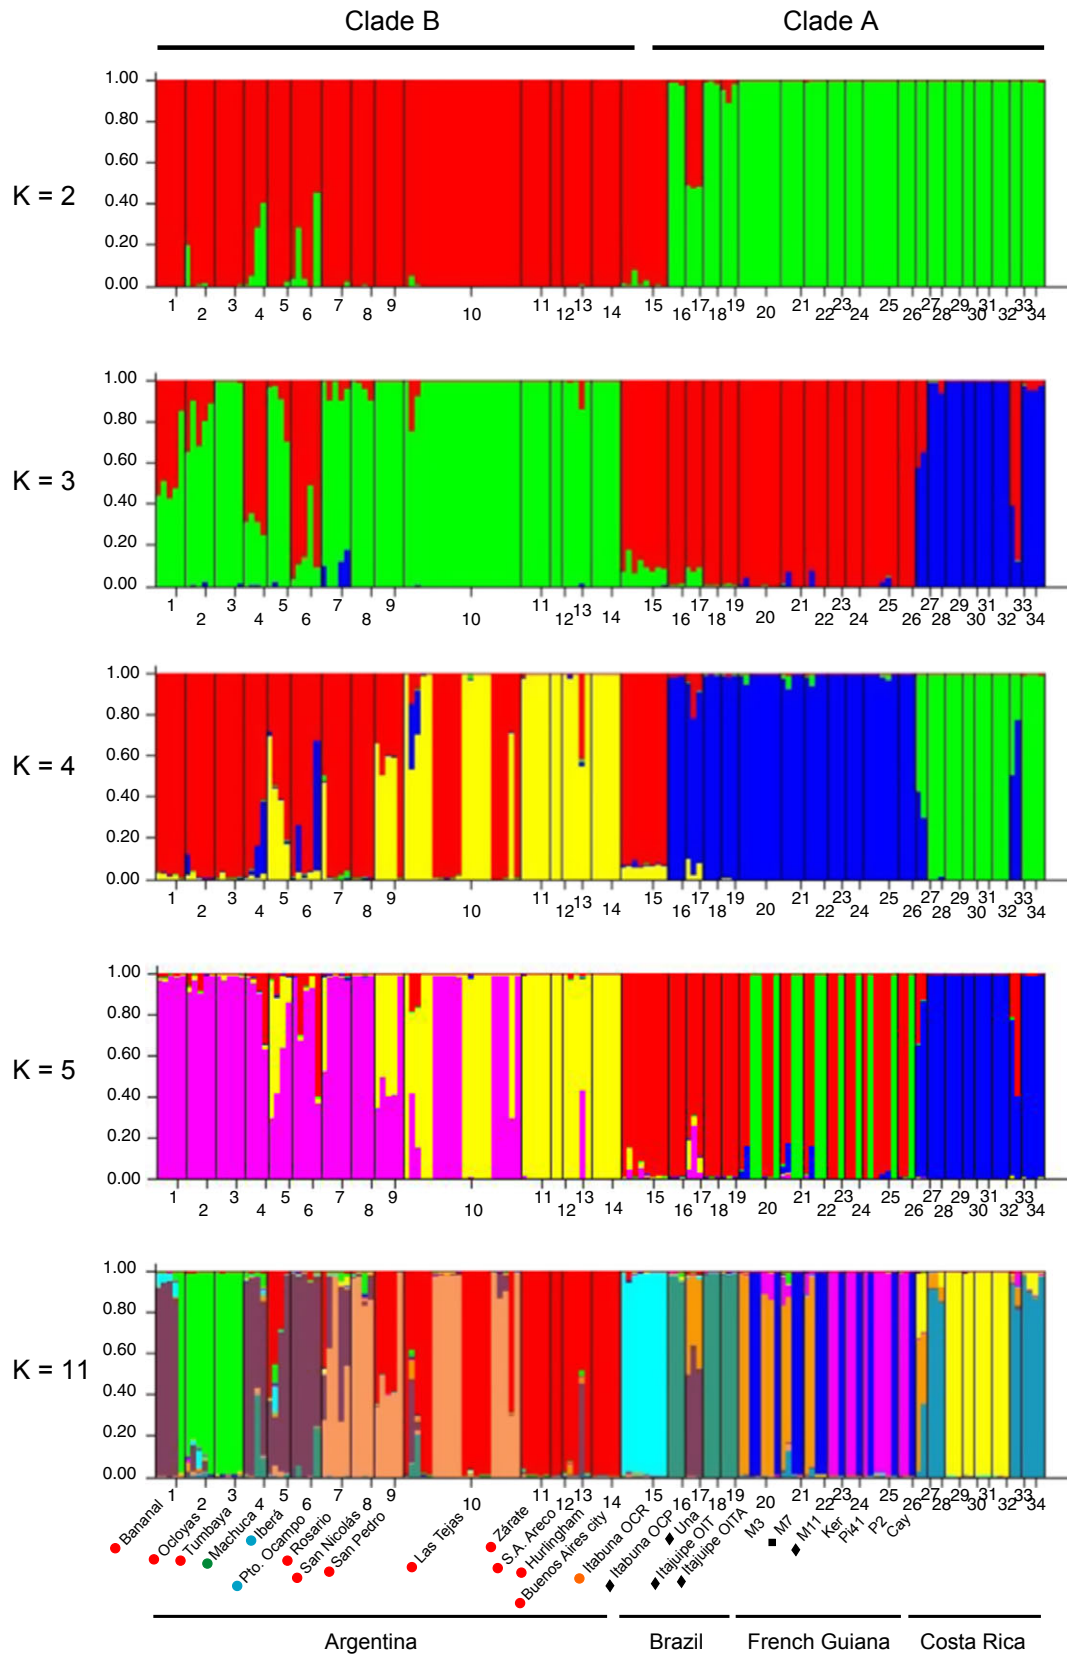 Clade B Clade A
K = 2
1.00
0.80
0.60
0.40
0.20
0.00
1 2 3 4 5 6 7 8 9 10 11 12 13 14 15 16 17 18 19 20 21 22 23 24 25 26 27 28 29 30 31 32 33 34
K = 3
1.00
0.80
0.60
0.40
0.20
0.00
1 2 3 4 5 6 7 8 9 10 11 12 13 14 15 16 17 18 19 20 21 22 23 24 25 26 27 28 29 30 31 32 33 34
K = 4
1.00
0.80
0.60
0.40
0.20
0.00
1 2 3 4 5 6 7 8 9 10 11 12 13 14 15 16 17 18 19 20 21 22 23 24 25 26 27 28 29 30 31 32 33 34
K = 5
1.00
0.80
0.60
0.40
0.20
0.00
1 2 3 4 5 6 7 8 9 10 11 12 13 14 15 16 17 18 19 20 21 22 23 24 25 26 27 28 29 30 31 32 33 34
K = 11
1.00
0.80
0.60
0.40
0.20
0.00
1 2 3 4 5 6 7 8 9 10 11 12 13 14 15 16 17 18 19 20 21 22 23 24 25 26 27 28 29 30 31 32 33 34
Bananal
Ocloyas
Tumbaya
Machuca
Iberá
Pto. Ocampo
Rosario
San Nicolás
San Pedro
Las Tejas
Zárate
S.A. Areco
Hurlingham
Buenos Aires city
Itabuna OCR
Itabuna OCP
Una
Itajuipe OIT
Itajuipe OITA
M3
M7
M11
Ker
Pi41
P2
Cay
Argentina Brazil French Guiana Costa Rica